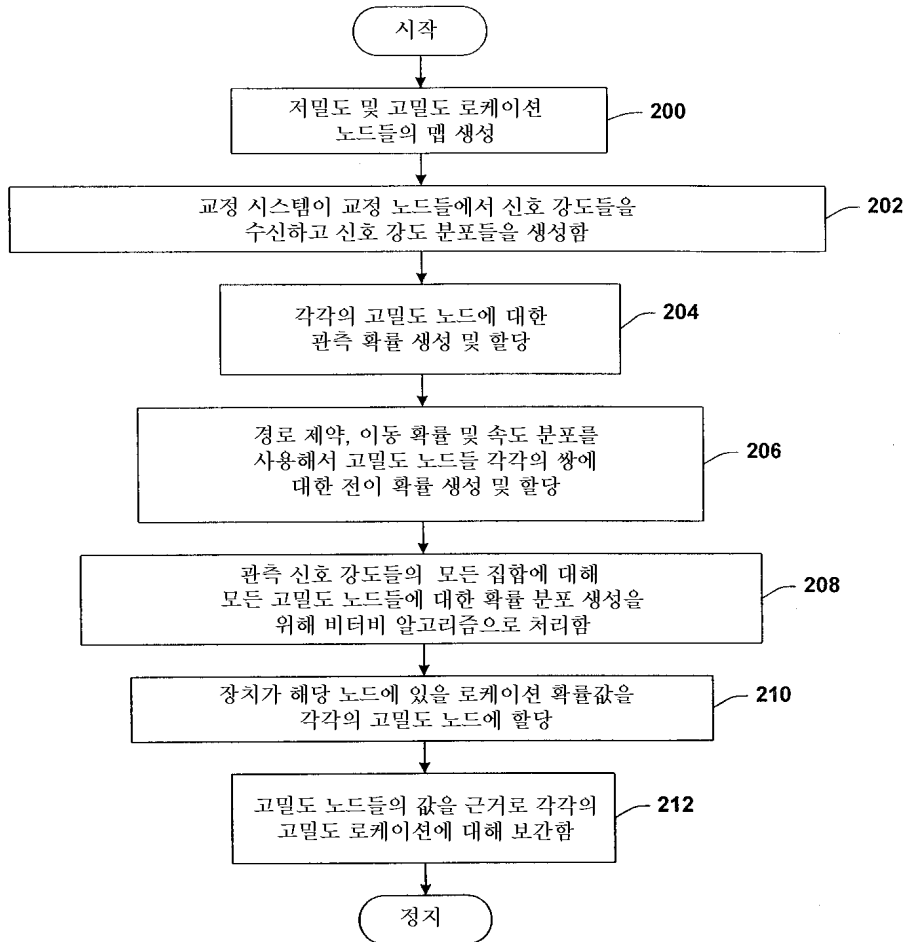 시작
저밀도 및 고밀도 로케이션
노드들의 맵 생성
200
교정 시스템이 교정 노드들에서 신호 강도들을
수신하고 신호 강도 분포들을 생성함
202
각각의 고밀도 노드에 대한
관측 확률 생성 및 할당
204
경로 제약, 이동 확률 및 속도 분포를
사용해서 고밀도 노드들 각각의 쌍에
대한 전이 확률 생성 및 할당
206
관측 신호 강도들의 모든 집합에 대해
모든 고밀도 노드들에 대한 확률 분포 생성을
위해 비터비 알고리즘으로 처리함
208
장치가 해당 노드에 있을 로케이션 확률값을
각각의 고밀도 노드에 할당
210
고밀도 노드들의 값을 근거로 각각의
고밀도 로케이션에 대해 보간함
212
정지